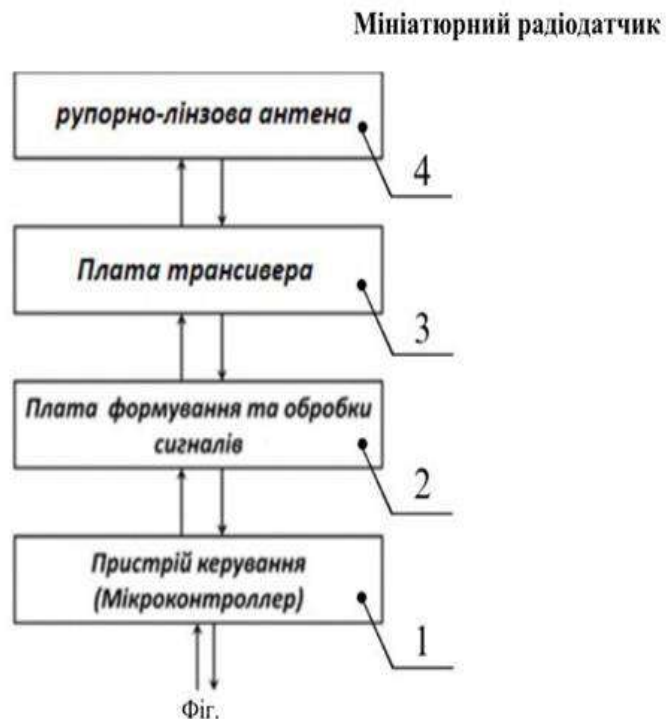 Мініатюрний радіодатчик
рупорно-лінзова антена
4
Плата трансивера
3
Плата формування та обробки
сигналів
2
Пристрій керування
(Мікроконтроллер)
1
Фіг.